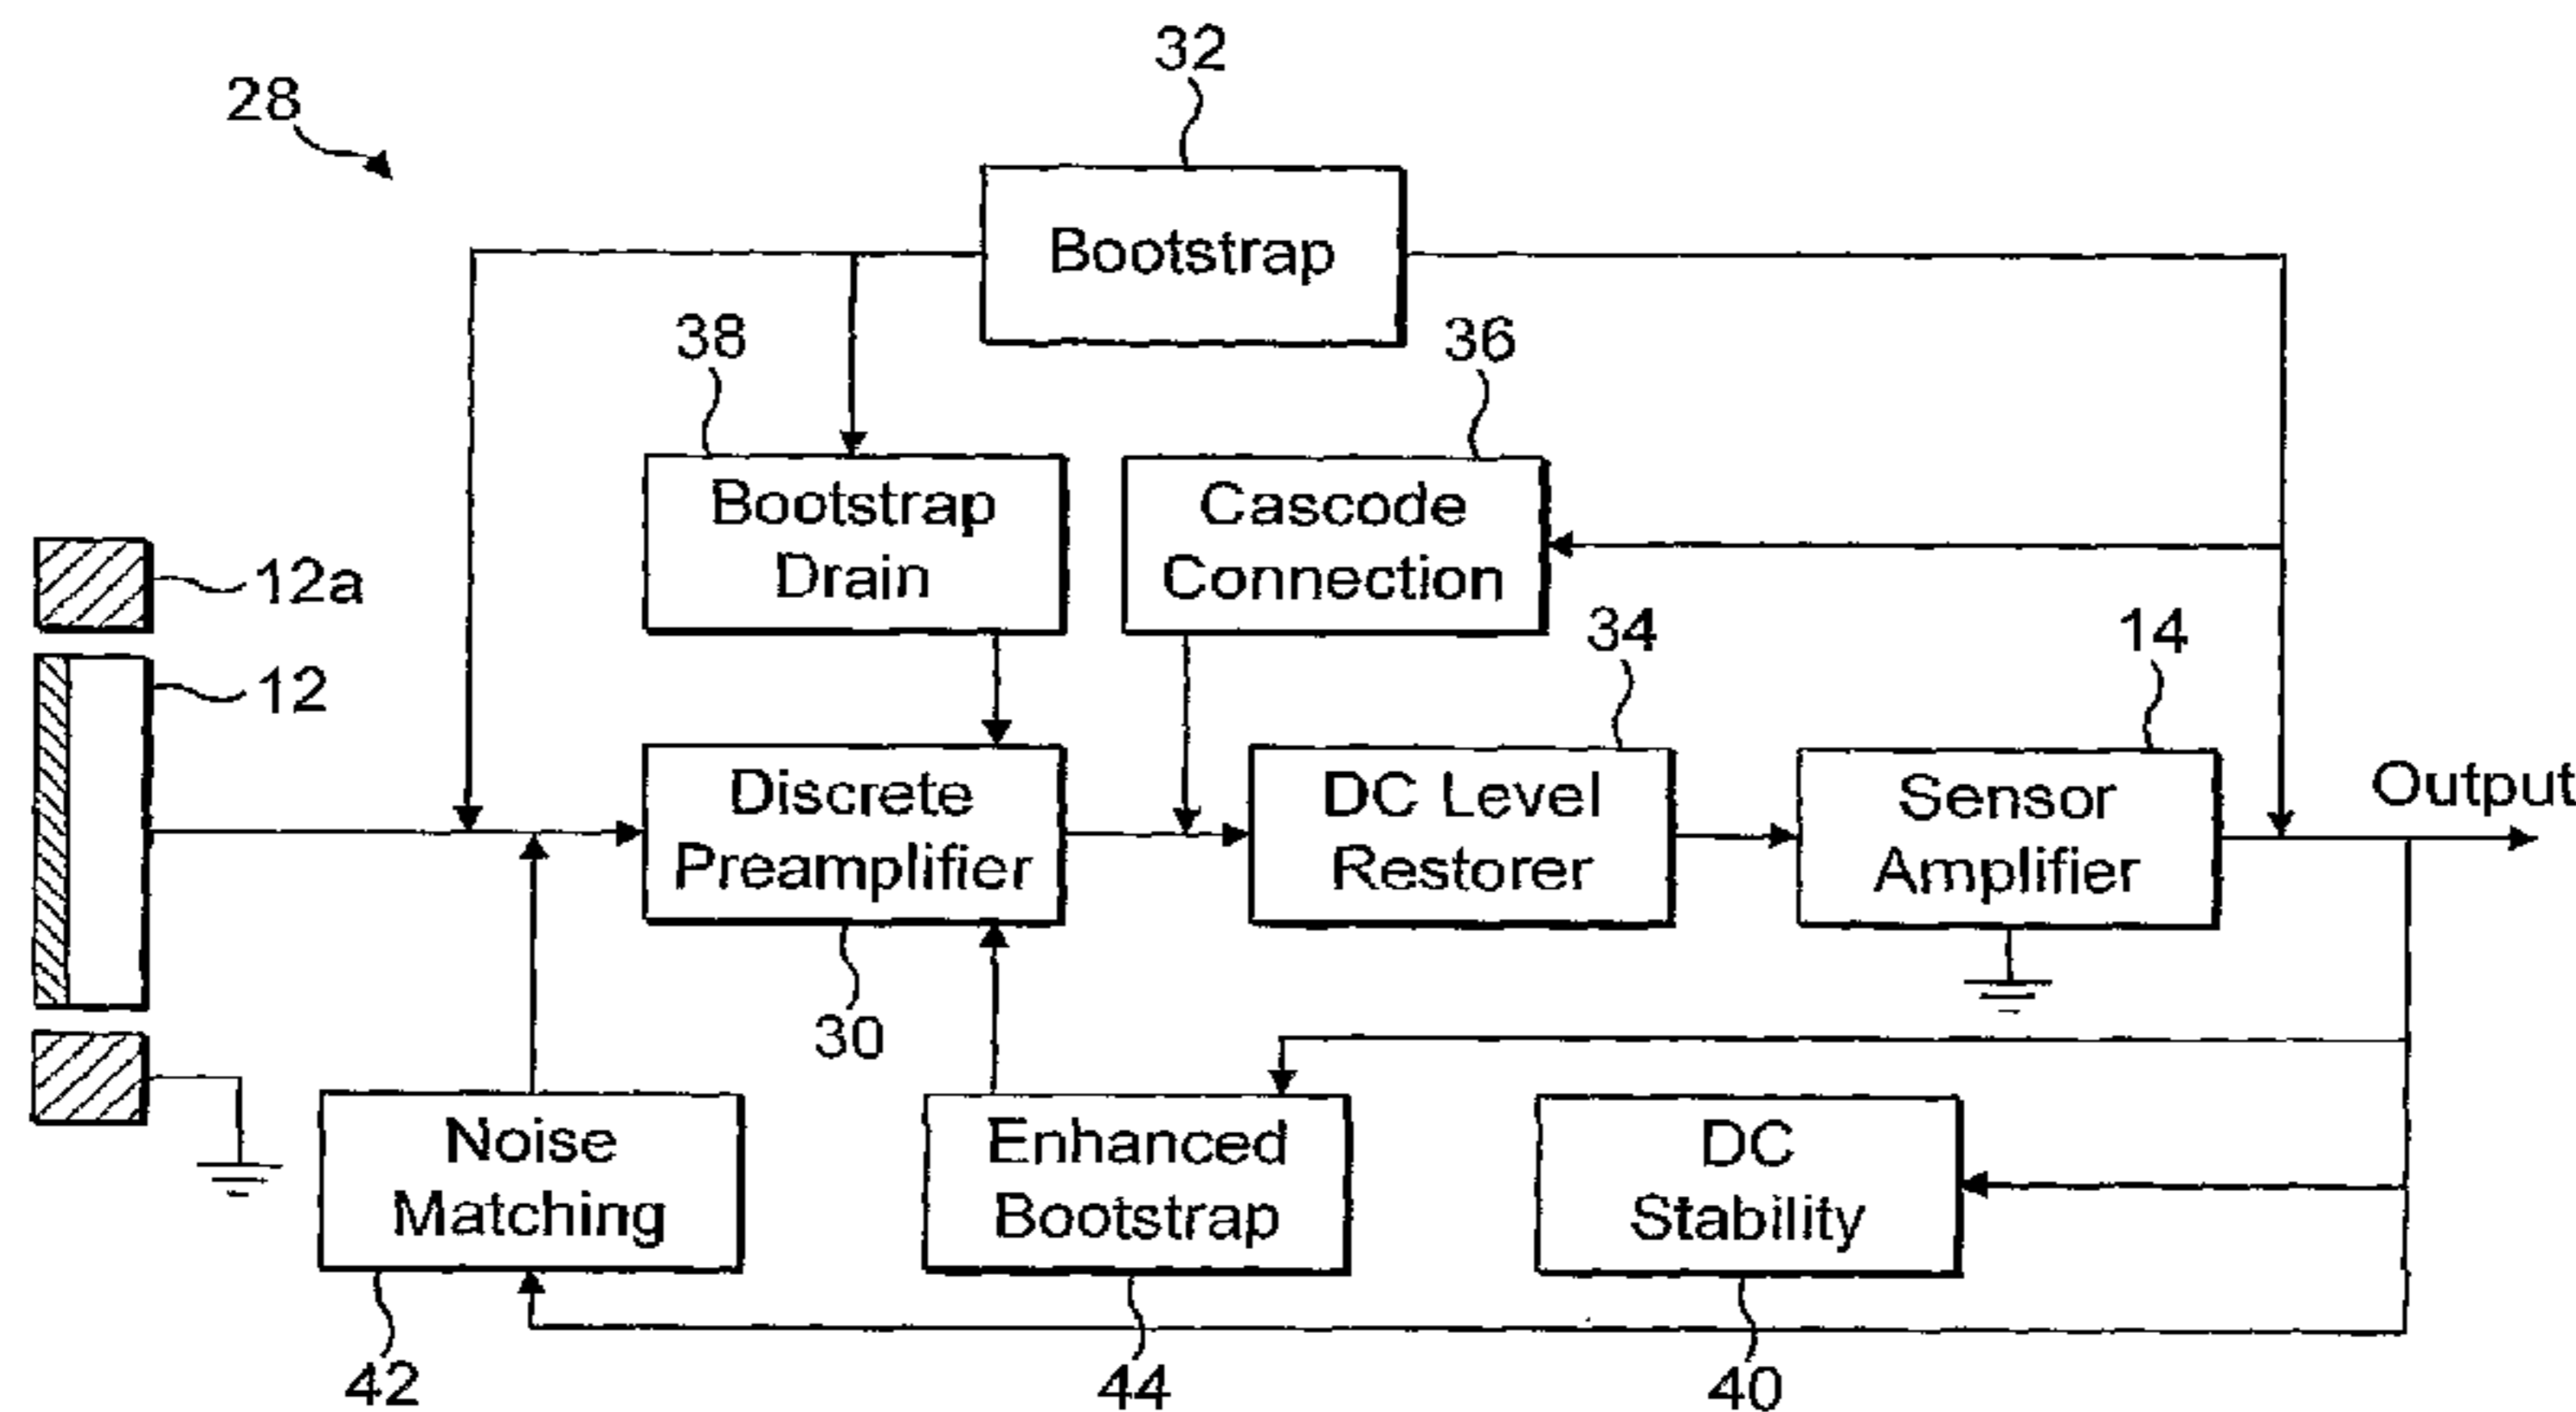 32
28
Bootstrap
38
36
Bootstrap
Drain
Cascode
Connection
12a
12
34
14
Discrete
Preamplifier
DC Level
Restorer
Sensor
Amplifier
Output
30
Noise
Matching
Enhanced
Bootstrap
DC
Stability
42
44
40